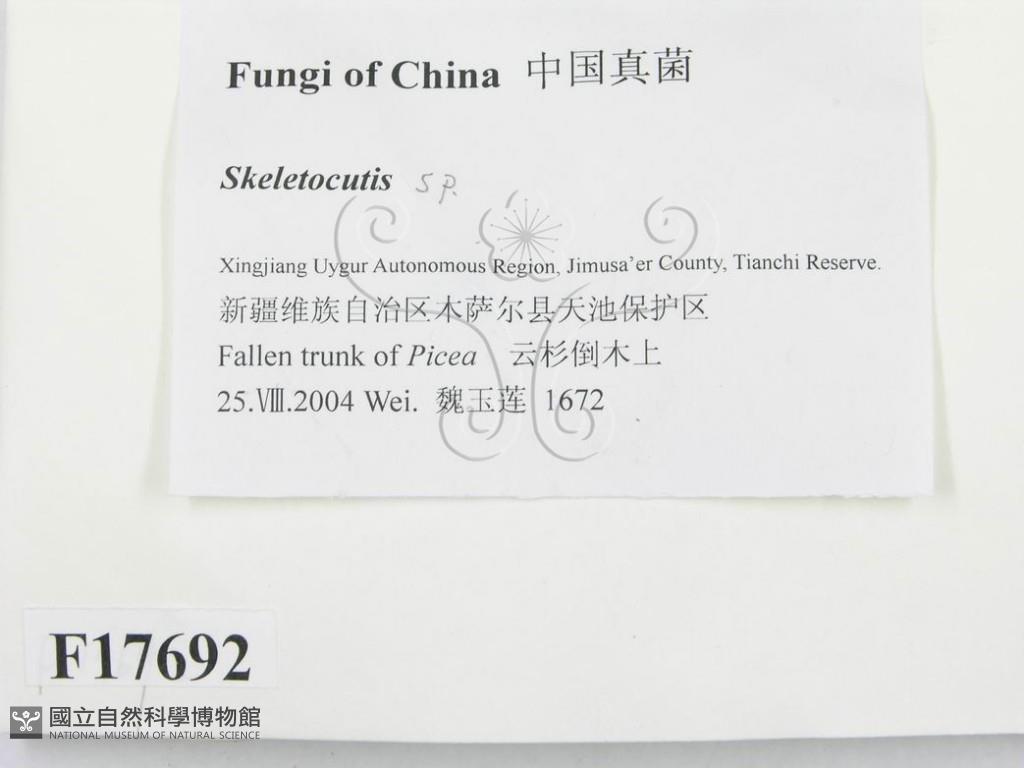 Fungi of China 中国真菌
Skeletocutis sp.
Xingjiang Uygur Autonomous Region, Jimusa'er County, Tianchi Reserve.
新疆维族自治区木萨尔县天池保护区
Fallen trunk of Picea 云杉倒木上
25.Ⅷ.2004 Wei. 魏玉莲 1672
F17692
國立自然科學博物館
NATIONAL MUSEUM OF NATURAL SCIENCE